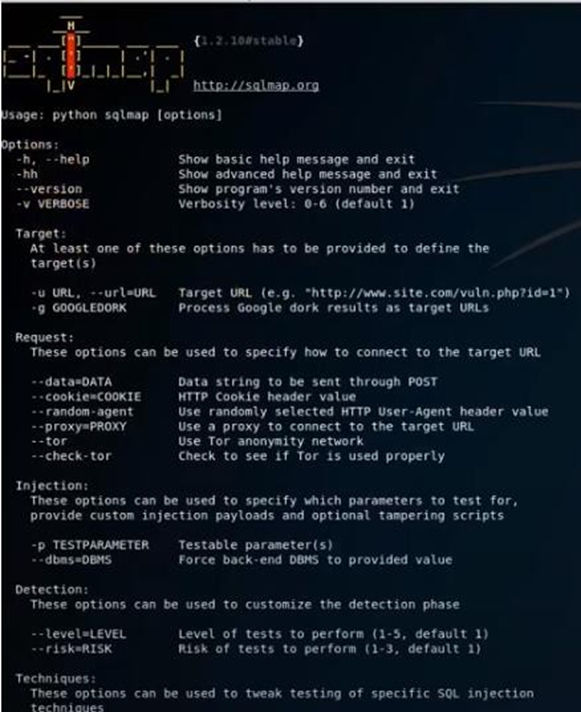 {1.2.10#stable}
http://sqlmap.org
Usage: python sqlmap [options]
Options:
-h, --help Show basic help message and exit
-hh Show advanced help message and exit
--version Show program's version number and exit
-v VERBOSE Verbosity level: 0-6 (default 1)
Target:
At least one of these options has to be provided to define the
target(s)
-u URL, --url=URL Target URL (e.g. "http://www.site.com/vuln.php?id=1")
-g GOOGLEDORK Process Google dork results as target URLs
Request:
These options can be used to specify how to connect to the target URL
--data=DATA Data string to be sent through POST
--cookie=COOKIE HTTP Cookie header value
--random-agent Use randomly selected HTTP User-Agent header value
--proxy=PROXY Use a proxy to connect to the target URL
--tor Use Tor anonymity network
--check-tor Check to see if Tor is used properly
Injection:
These options can be used to specify which parameters to test for,
provide custom injection payloads and optional tampering scripts
-p TESTPARAMETER Testable parameter(s)
--dbms=DBMS Force back-end DBMS to provided value
Detection:
These options can be used to customize the detection phase
--level=LEVEL Level of tests to perform (1-5, default 1)
--risk=RISK Risk of tests to perform (1-3, default 1)
Techniques:
These options can be used to tweak testing of specific SQL injection
techniques